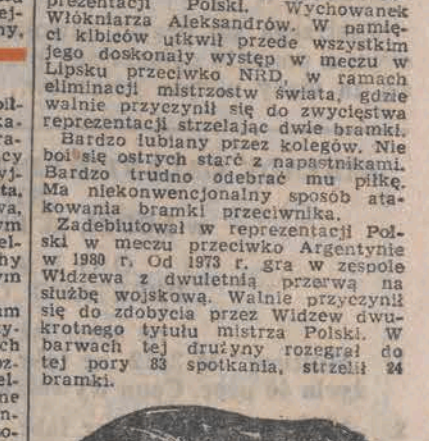 prezentacji Polski. Wychowanek
Włókniarza Aleksandrów. W pamię-
ci kibiców utkwił przede wszystkim
jego doskonały występ w meczu w
Lipsku przeciwko NRD, w ramach
eliminacji mistrzostw świata, gdzie
walnie przyczynił się do zwycięstwa
reprezentacji strzelając dwie bramki.
Bardzo lubiany przez kolegów. Nie
boi się ostrych starć z napastnikami.
Bardzo trudno odebrać mu piłkę.
Ma niekonwencjonalny sposób ata-
kowania bramki przeciwnika.
Zadebiutował w reprezentacji Pol-
ski w meczu przeciwko Argentynie
w 1980 r. Od 1973 r. gra w zespole
Widzewa z dwuletnią przerwą na
służbę wojskową. Walnie przyczynił
się do zdobycia przez Widzew dwu-
krotnego tytułu mistrza Polski. W
barwach tej drużyny rozegrał do
tej pory 83 spotkania, strzelił 24
bramki.